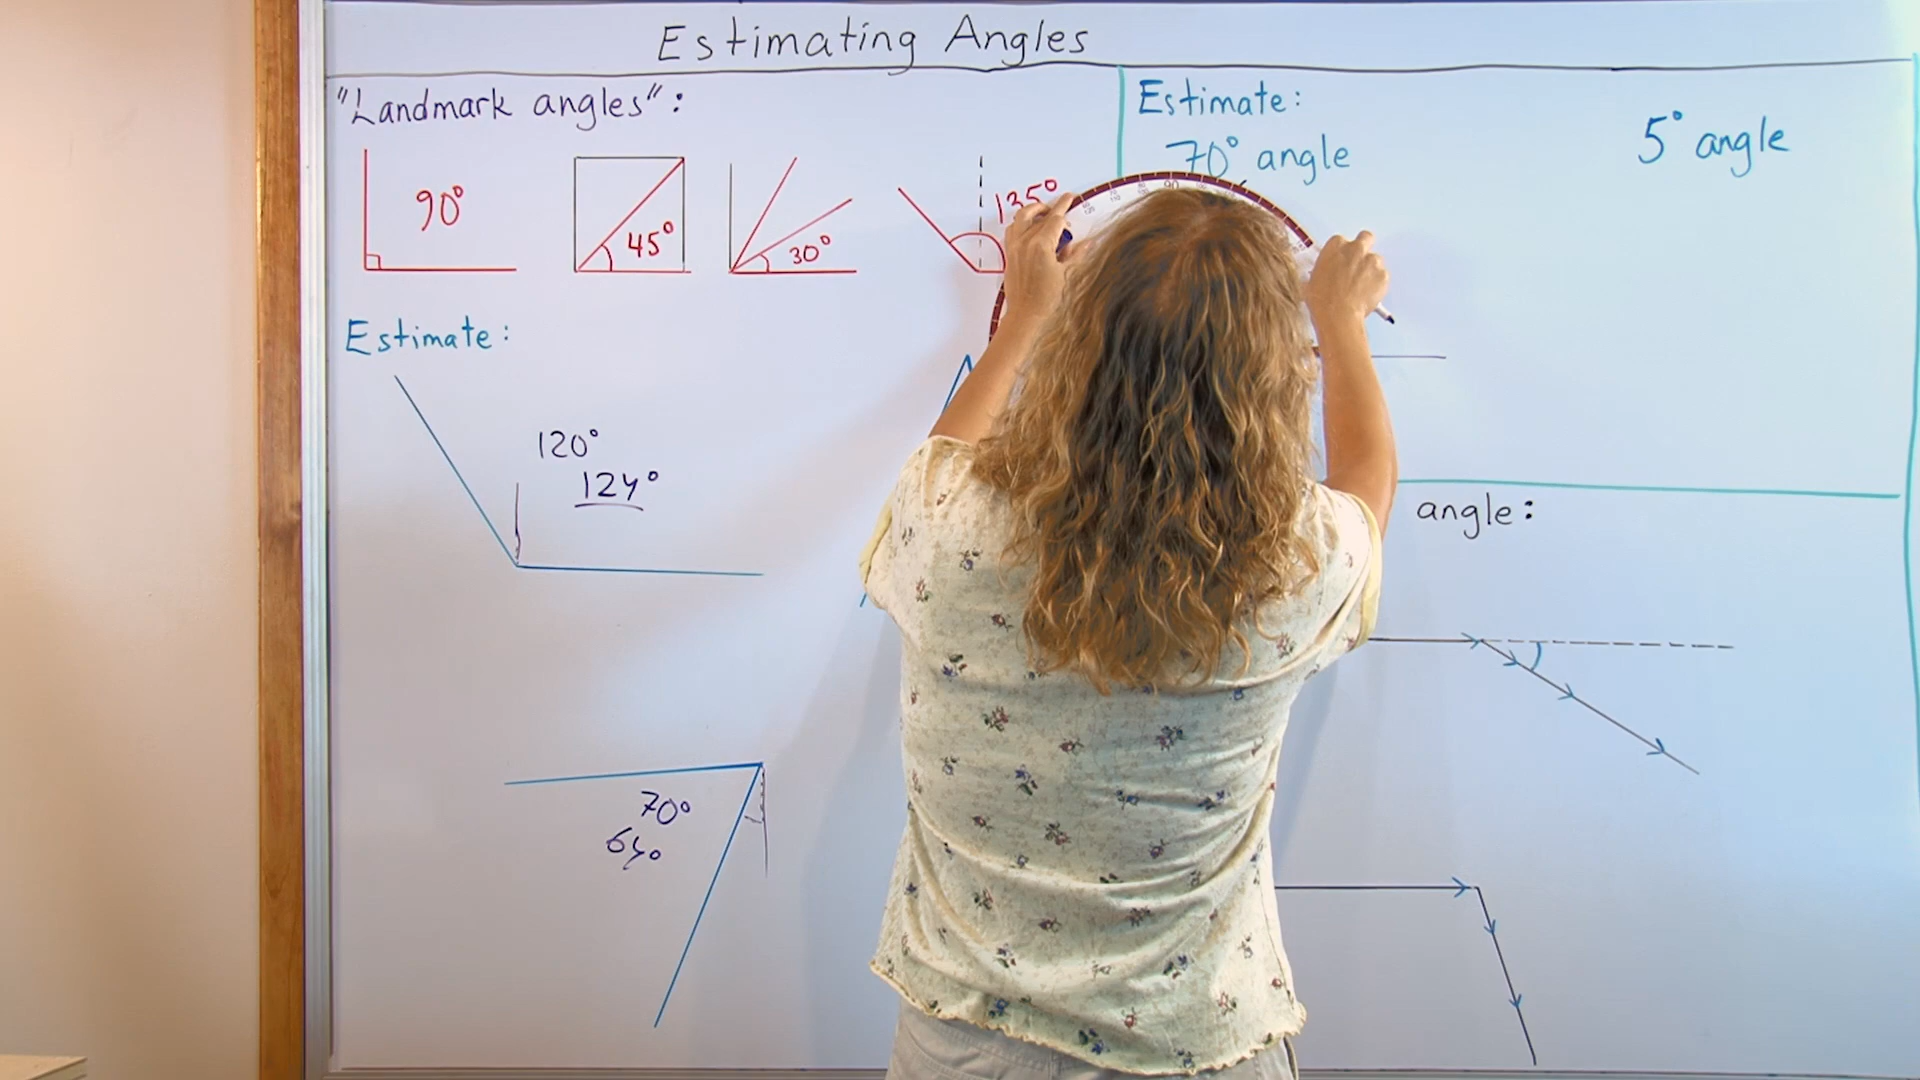 Estimating Angles
"Landmark angles":
90°
45°
30°
135°
Estimate:
120°
124°
70°
64°
Estimate:
70° angle
5° angle
90
angle: